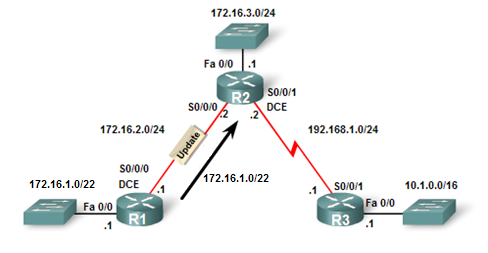 172.16.3.0/24
Fa 0/0 .1
R2
S0/0/1
DCE
S0/0/0
.2 .2
172.16.2.0/24
Update
192.168.1.0/24
172.16.1.0/22
S0/0/0
DCE
.1
172.16.1.0/22
Fa 0/0
.1
R1
.1 S0/0/1
R3
10.1.0.0/16
Fa 0/0
.1